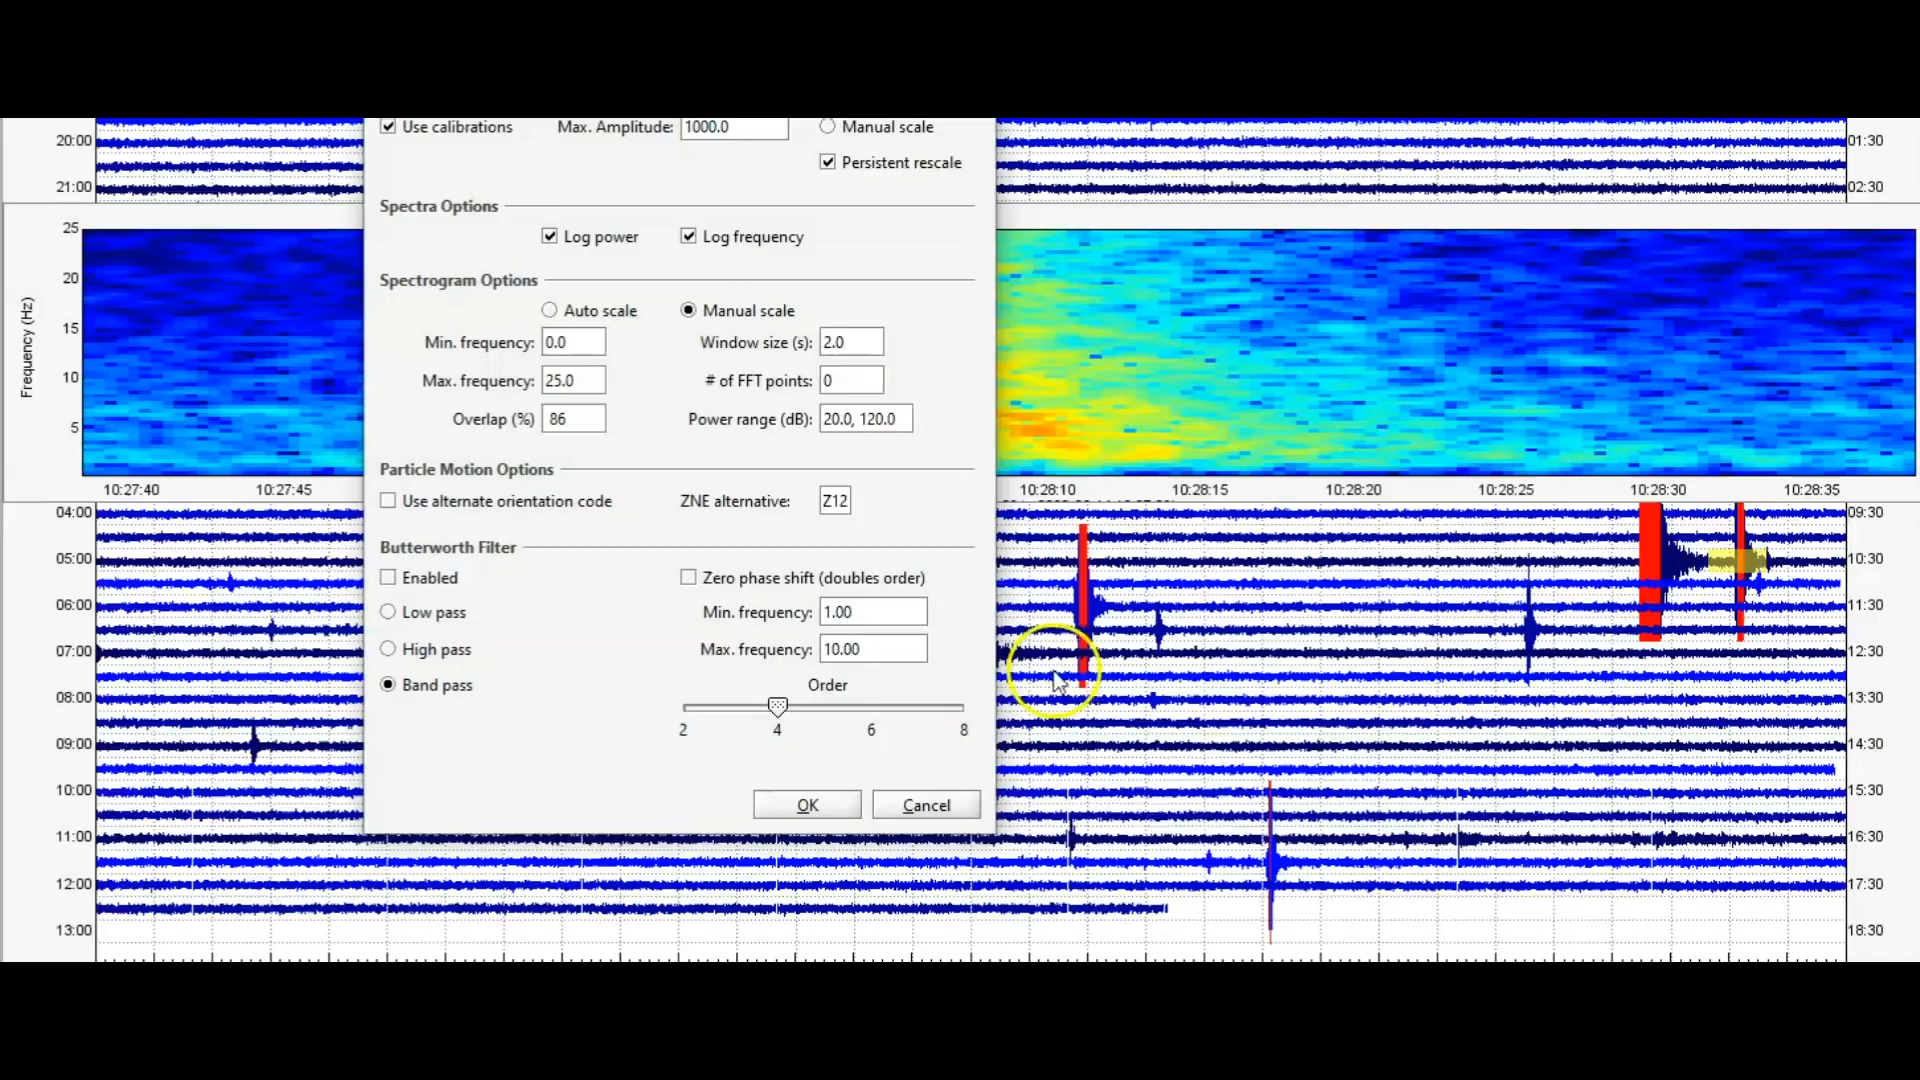 Use calibrations Max. Amplitude: 1000.0 Manual scale
20:00 01:30
Persistent rescale
21:00 02:30
Spectra Options
25
Log power Log frequency
20
Spectrogram Options
Auto scale Manual scale
15
Min. frequency: 0.0 Window size (s): 2.0
Frequency (Hz)
10
Max. frequency: 25.0 # of FFT points: 0
5
Overlap (%) 86 Power range (dB): 20.0, 120.0
Particle Motion Options
10:27:40 10:27:45 10:28:10 10:28:15 10:28:20 10:28:25 10:28:30 10:28:35
Use alternate orientation code ZNE alternative: Z12
04:00 09:30
Butterworth Filter
05:00 10:30
Enabled Zero phase shift (doubles order)
06:00 11:30
Low pass Min. frequency: 1.00
High pass Max. frequency: 10.00
07:00 12:30
Band pass Order
08:00 13:30
2 4 6 8
09:00 14:30
10:00 15:30
OK Cancel
11:00 16:30
12:00 17:30
13:00 18:30